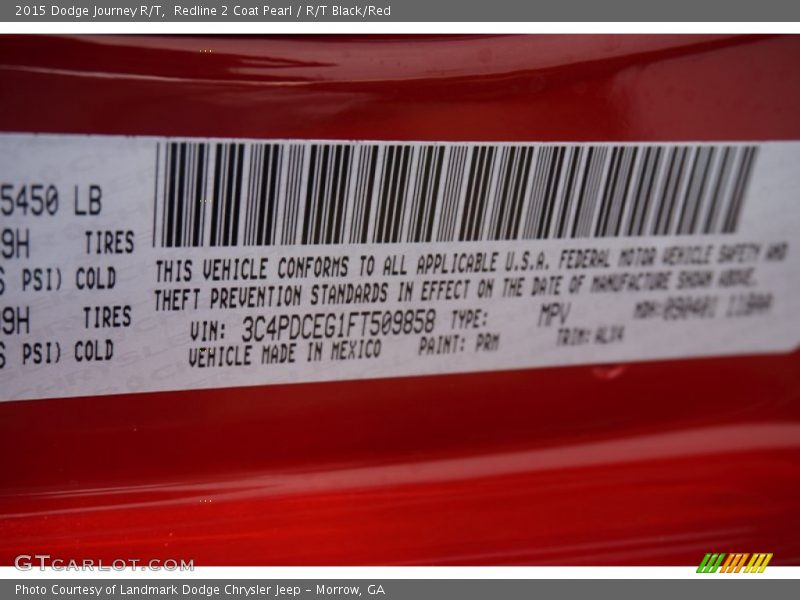 2015 Dodge Journey R/T, Redline 2 Coat Pearl / R/T Black/Red
5450 LB
9H TIRES
PSI) COLD
9H TIRES
PSI) COLD
THIS VEHICLE CONFORMS TO ALL APPLICABLE U.S.A. FEDERAL MOTOR VEHICLE SAFETY AND
THEFT PREVENTION STANDARDS IN EFFECT ON THE DATE OF MANUFACTURE SHOWN ABOVE.
VIN: 3C4PDCEG1FT509858 TYPE: MPV
VEHICLE MADE IN MEXICO PAINT: PRM TRIM:
GTCARLOT.COM
Photo Courtesy of Landmark Dodge Chrysler Jeep – Morrow, GA